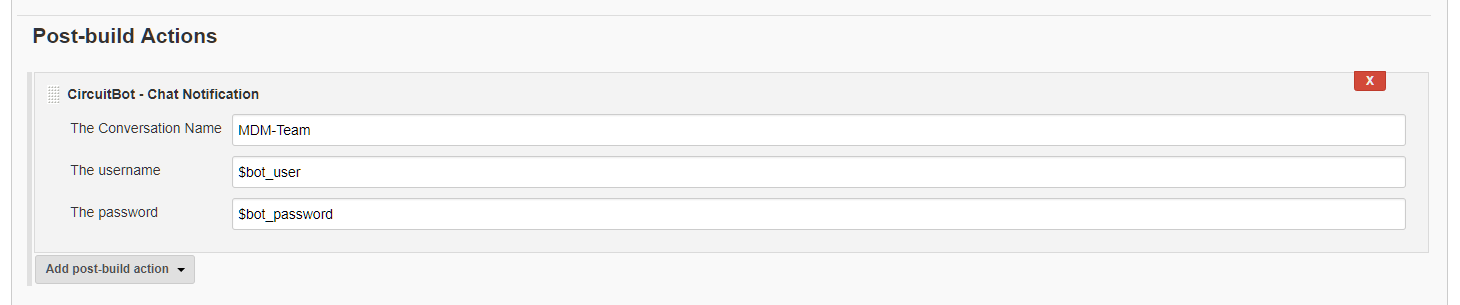 Post-build Actions
X
CircuitBot - Chat Notification
The Conversation Name MDM-Team
The username $bot_user
The password $bot_password
Add post-build action